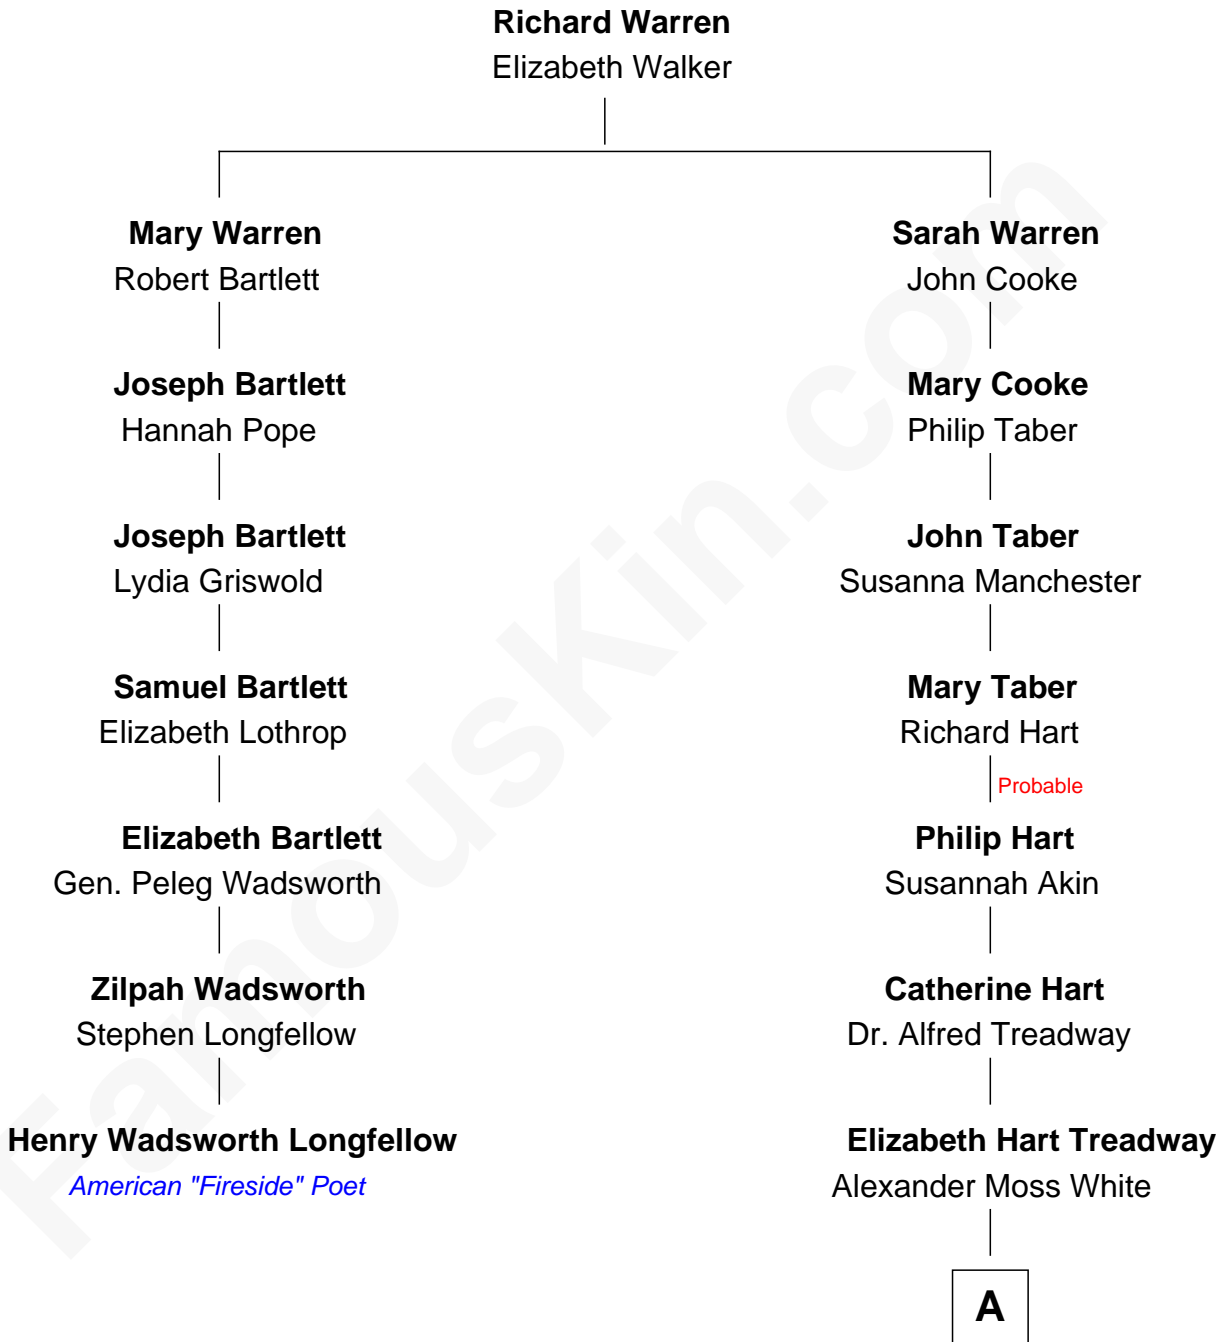 Richard Warren
Elizabeth Walker
Mary Warren
Robert Bartlett
Sarah Warren
John Cooke
Joseph Bartlett
Hannah Pope
Mary Cooke
Philip Taber
Joseph Bartlett
Lydia Griswold
John Taber
Susanna Manchester
Samuel Bartlett
Elizabeth Lothrop
Mary Taber
Richard Hart
Probable
Elizabeth Bartlett
Gen. Peleg Wadsworth
Philip Hart
Susannah Akin
Zilpah Wadsworth
Stephen Longfellow
Catherine Hart
Dr. Alfred Treadway
Henry Wadsworth Longfellow
American "Fireside" Poet
Elizabeth Hart Treadway
Alexander Moss White
A
FamousKin.com